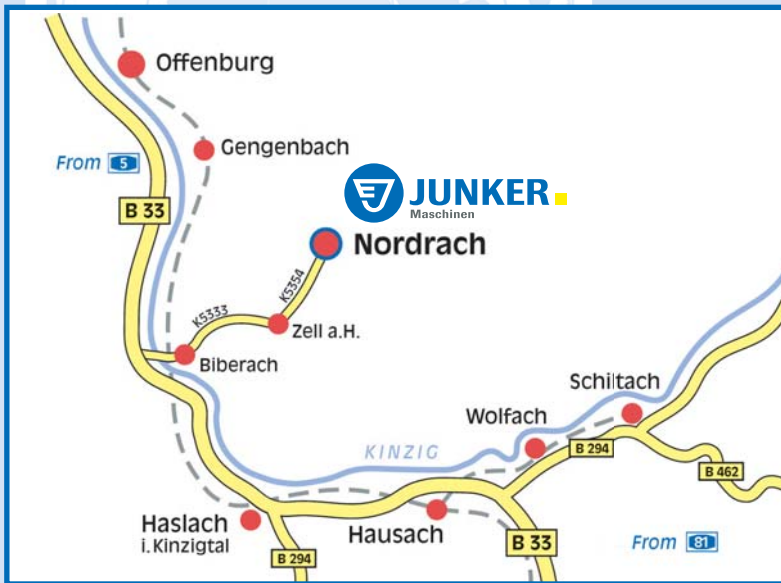 Offenburg
Gengenbach
From 5
B 33
JUNKER
Maschinen
Nordrach
K5354
K5333
Zell a.H.
Biberach
Schiltach
Wolfach
KINZIG
B 294
B 462
Haslach
i. Kinzigtal
Hausach
B 294
B 33
From 81